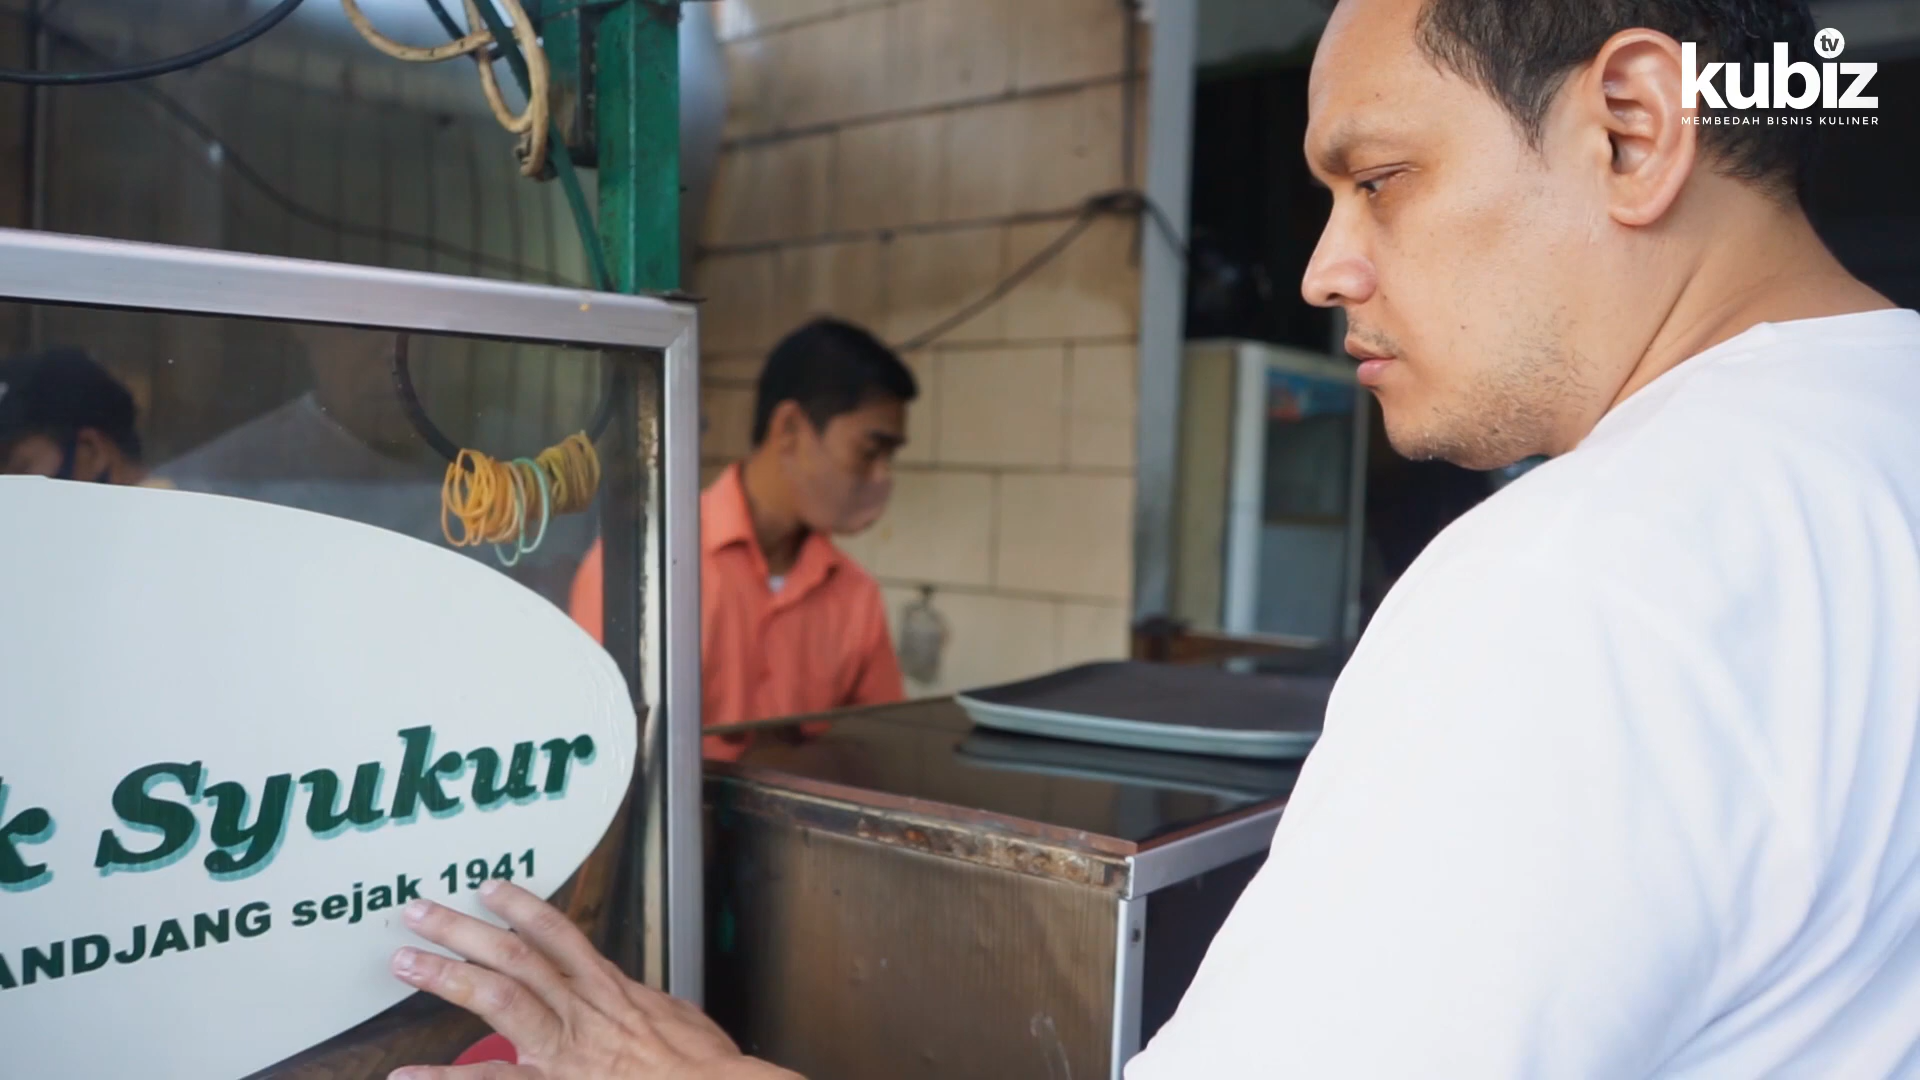 tv
kubiz
MEMBEDAH BISNIS KULINER
k Syukur
ANDJANG sejak 1941